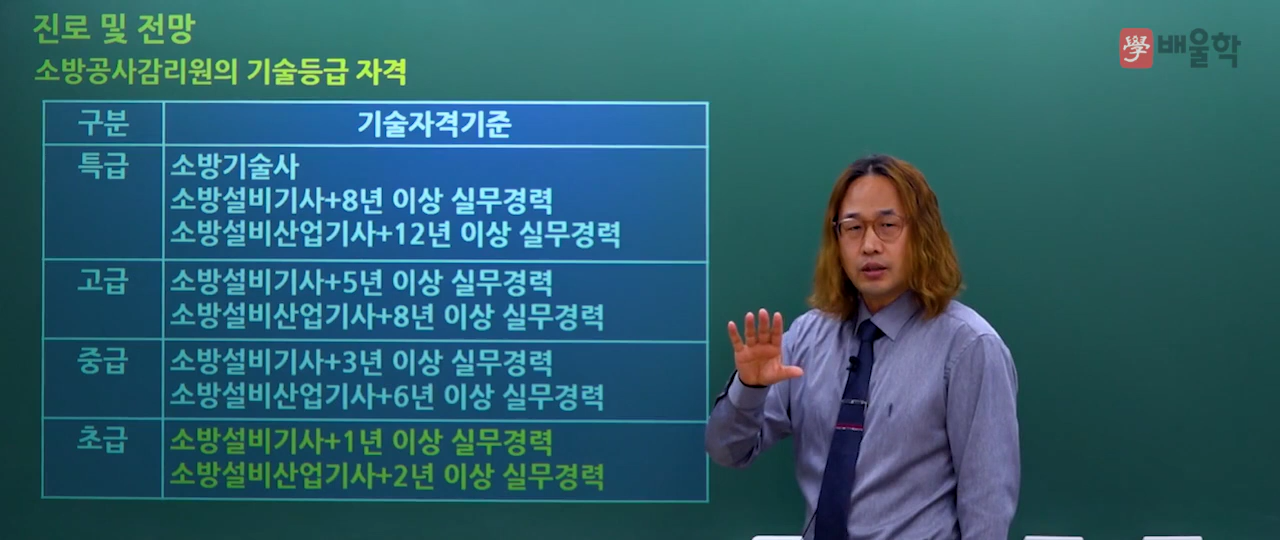 진로 및 전망
學 배울학
소방공사감리원의 기술등급 자격
구분 기술자격기준
특급 소방기술사
소방설비기사+8년 이상 실무경력
소방설비산업기사+12년 이상 실무경력
고급 소방설비기사+5년 이상 실무경력
소방설비산업기사+8년 이상 실무경력
중급 소방설비기사+3년 이상 실무경력
소방설비산업기사+6년 이상 실무경력
초급 소방설비기사+1년 이상 실무경력
소방설비산업기사+2년 이상 실무경력